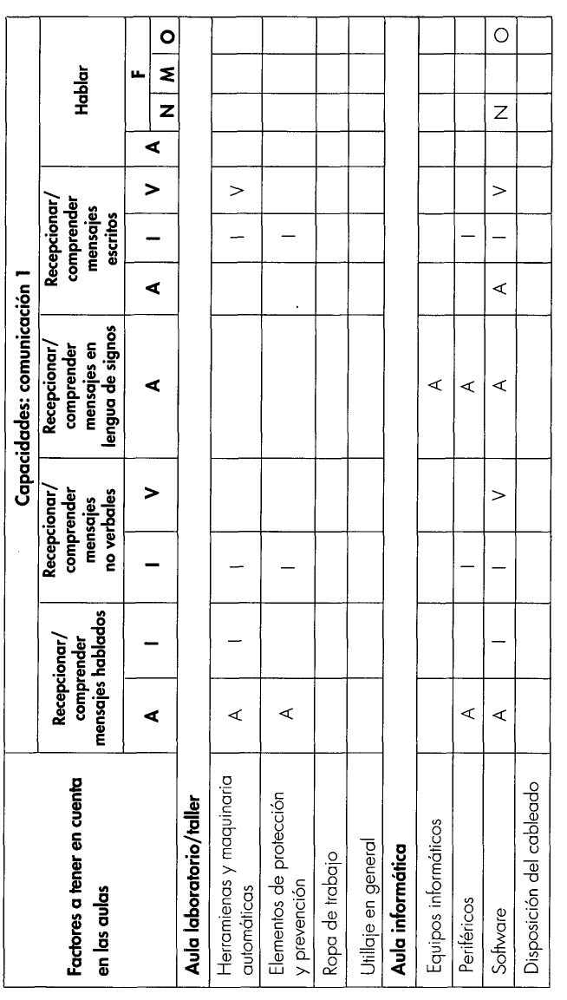 Capacidades: comunicación 1
Factores a tener en cuenta
en las aulas
Recepcionar/
comprender
mensajes hablados
Recepcionar/
comprender
mensajes
no verbales
Recepcionar/
comprender
mensajes en
lengua de signos
Recepcionar/
comprender
mensajes
escritos
Hablar
F
A I I V A A I V A N M O
Aula laboratorio/taller
Herramienas y maquinaria
automáticas
A I I I V
Elementos de protección
y prevención
A I I
Ropa de trabajo
Utillaje en general
Aula informática
Equipos informáticos
A
Periféricos
A I A I
Software
A I I V A A I V N O
Disposición del cableado